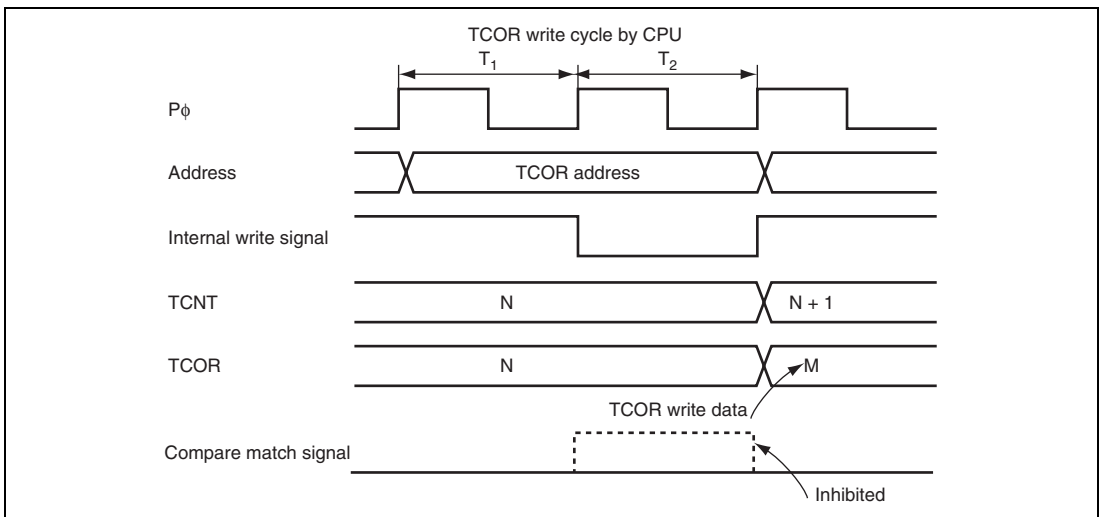 TCOR write cycle by CPU
T1 T2
Pϕ
Address TCOR address
Internal write signal
TCNT N N + 1
TCOR N M
TCOR write data
Compare match signal
Inhibited